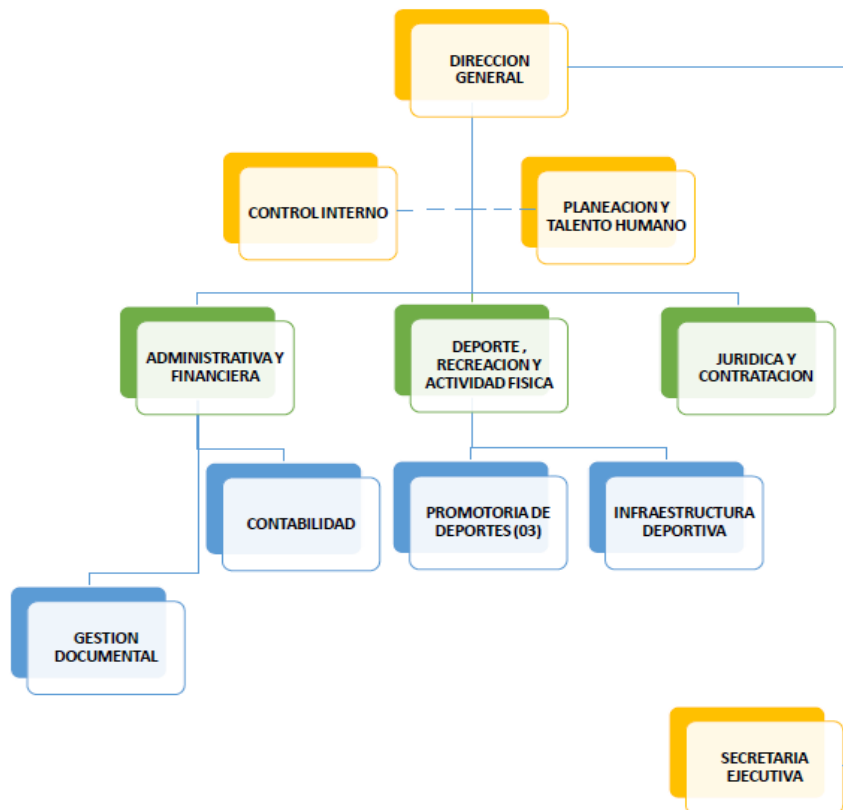 DIRECCION
GENERAL
CONTROL INTERNO
PLANEACION Y
TALENTO HUMANO
ADMINISTRATIVA Y
FINANCIERA
DEPORTE ,
RECREACION Y
ACTIVIDAD FISICA
JURIDICA Y
CONTRATACION
CONTABILIDAD
PROMOTORIA DE
DEPORTES (03)
INFRAESTRUCTURA
DEPORTIVA
GESTION
DOCUMENTAL
SECRETARIA
EJECUTIVA